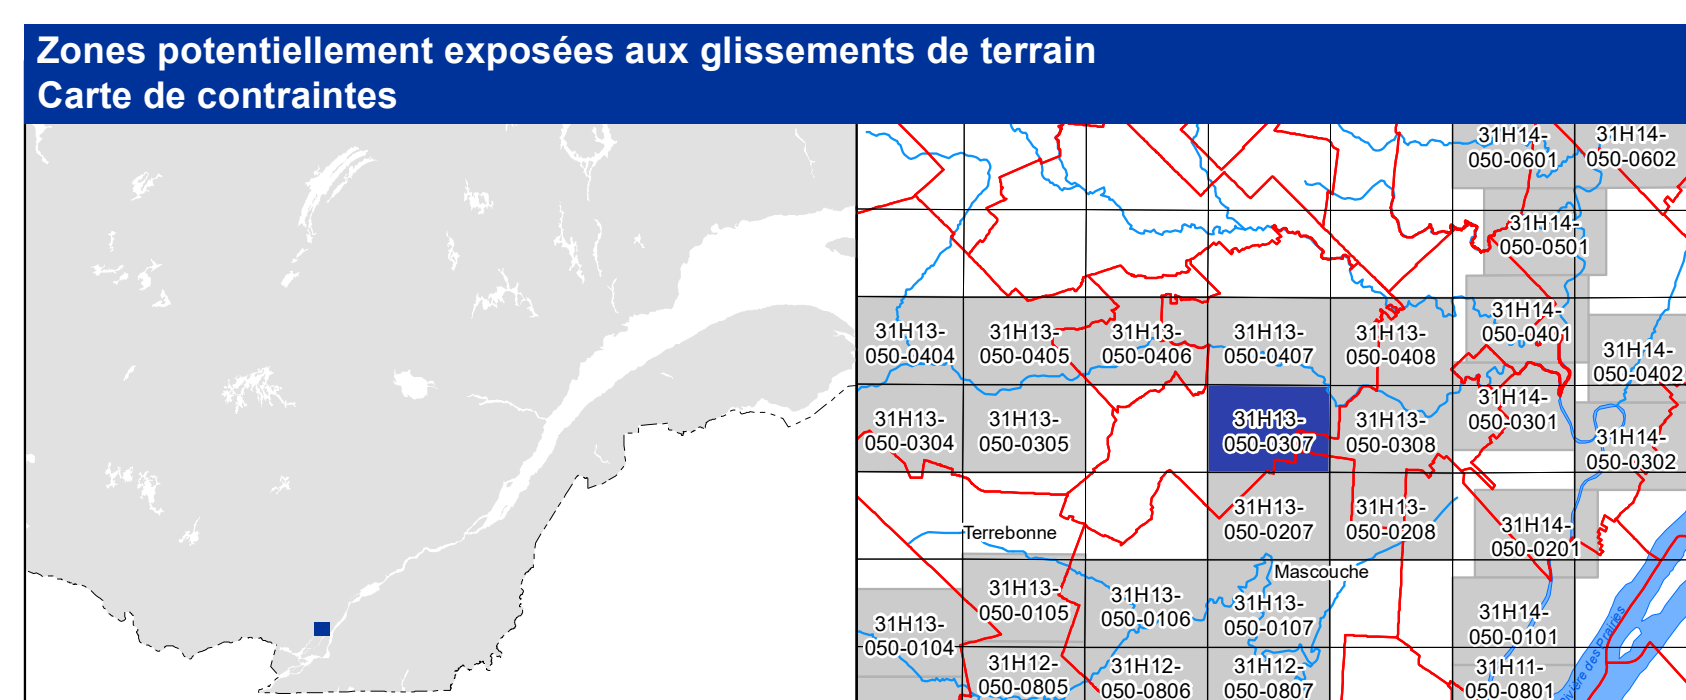 Zones potentiellement exposées aux glissements de terrain
Carte de contraintes
31H14-
050-0601
31H14-
050-0602
31H14-
050-0501
31H13-
050-0404
31H13-
050-0405
31H13-
050-0406
31H13-
050-0407
31H13-
050-0408
31H14-
050-0401
31H14-
050-0402
31H13-
050-0304
31H13-
050-0305
31H13-
050-0307
31H13-
050-0308
31H14-
050-0301
31H14-
050-0302
Terrebonne
31H13-
050-0207
31H13-
050-0208
31H14-
050-0201
Mascouche
31H13-
050-0104
31H13-
050-0105
31H13-
050-0106
31H13-
050-0107
31H14-
050-0101
31H12-
050-0805
31H12-
050-0806
31H12-
050-0807
31H11-
050-0801
des Prairies